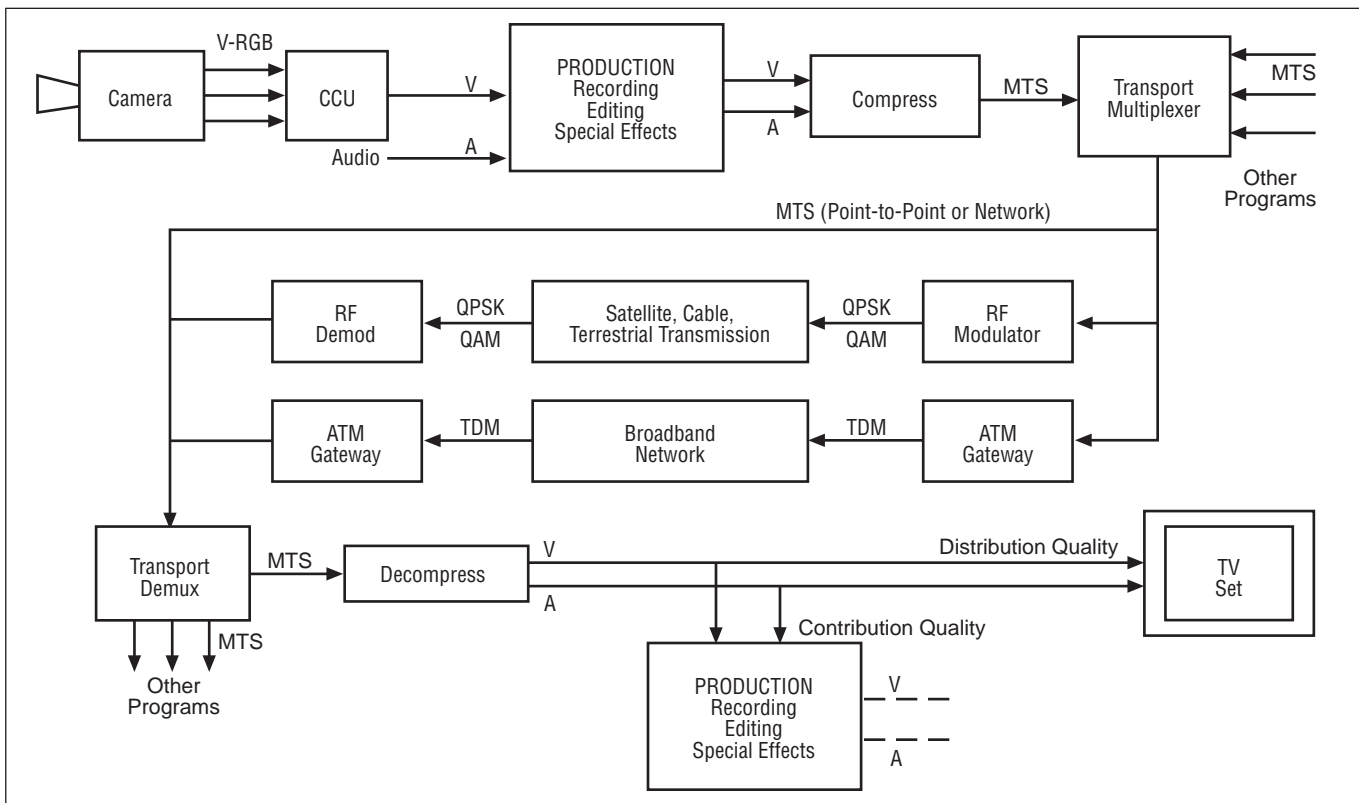 V-RGB
Camera
CCU
V
Audio
A
PRODUCTION
Recording
Editing
Special Effects
V
A
Compress
MTS
Transport
Multiplexer
MTS
Other
Programs
MTS (Point-to-Point or Network)
RF
Demod
QPSK
QAM
Satellite, Cable,
Terrestrial Transmission
QPSK
QAM
RF
Modulator
ATM
Gateway
TDM
Broadband
Network
TDM
ATM
Gateway
Transport
Demux
MTS
Decompress
V
A
Distribution Quality
TV
Set
MTS
Other
Programs
Contribution Quality
PRODUCTION
Recording
Editing
Special Effects
V
A